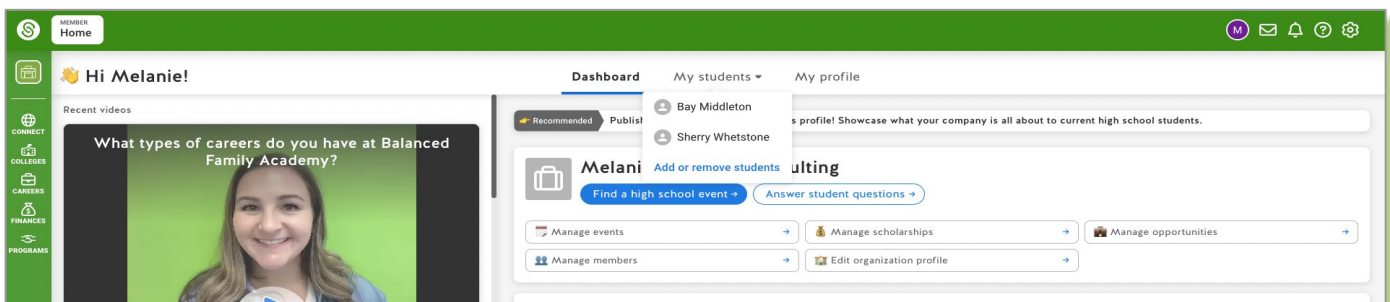 MEMBER
Home
M
👋 Hi Melanie!
Dashboard My students ▾ My profile
Bay Middleton
Sherry Whetstone
Add or remove students
CONNECT
COLLEGES
CAREERS
FINANCES
PROGRAMS
Recent videos
What types of careers do you have at Balanced
Family Academy?
Recommended
profile! Showcase what your company is all about to current high school students.
Find a high school event →
Answer student questions →
Manage events →
Manage scholarships →
Manage opportunities →
Manage members →
Edit organization profile →